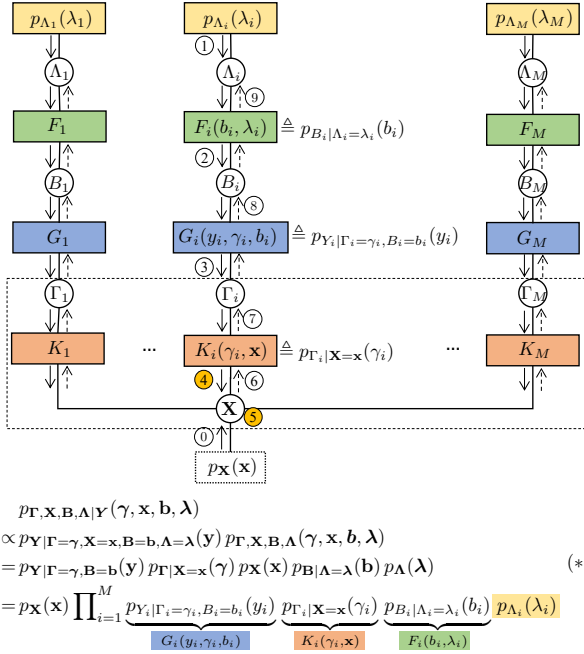 p_{Λ_1}(λ_1) p_{Λ_i}(λ_i) p_{Λ_M}(λ_M)
①
Λ_1 Λ_i Λ_M
⑨
F_1 F_i(b_i, λ_i) ≜ p_{B_i|Λ_i=λ_i}(b_i) F_M
②
B_1 B_i B_M
⑧
G_1 G_i(y_i, γ_i, b_i) ≜ p_{Y_i|Γ_i=γ_i,B_i=b_i}(y_i) G_M
③
Γ_1 Γ_i Γ_M
⑦
K_1 ... K_i(γ_i, 𝐱) ≜ p_{Γ_i|𝐗=𝐱}(γ_i) ... K_M
④ ⑥
𝐗 ⑤
⓪
p_𝐗(𝐱)
p_{𝚪,𝐗,𝐁,𝚲|𝒀}(𝜸, 𝐱, 𝐛, 𝝀)
∝ p_{𝐘|𝚪=𝜸,𝐗=𝐱,𝐁=𝐛,𝚲=𝝀}(𝐲) p_{𝚪,𝐗,𝐁,𝚲}(𝜸, 𝐱, 𝒃, 𝝀)
= p_{𝐘|𝚪=𝜸,𝐁=𝐛}(𝐲) p_{𝚪|𝐗=𝐱}(𝜸) p_𝐗(𝐱) p_{𝐁|𝚲=𝝀}(𝐛) p_𝚲(𝝀) (*
= p_𝐗(𝐱) ∏_{i=1}^{M} p_{Y_i|Γ_i=γ_i,B_i=b_i}(y_i) p_{Γ_i|𝐗=𝐱}(γ_i) p_{B_i|Λ_i=λ_i}(b_i) p_{Λ_i}(λ_i)
G_i(y_i,γ_i,b_i) K_i(γ_i,𝐱) F_i(b_i,λ_i)